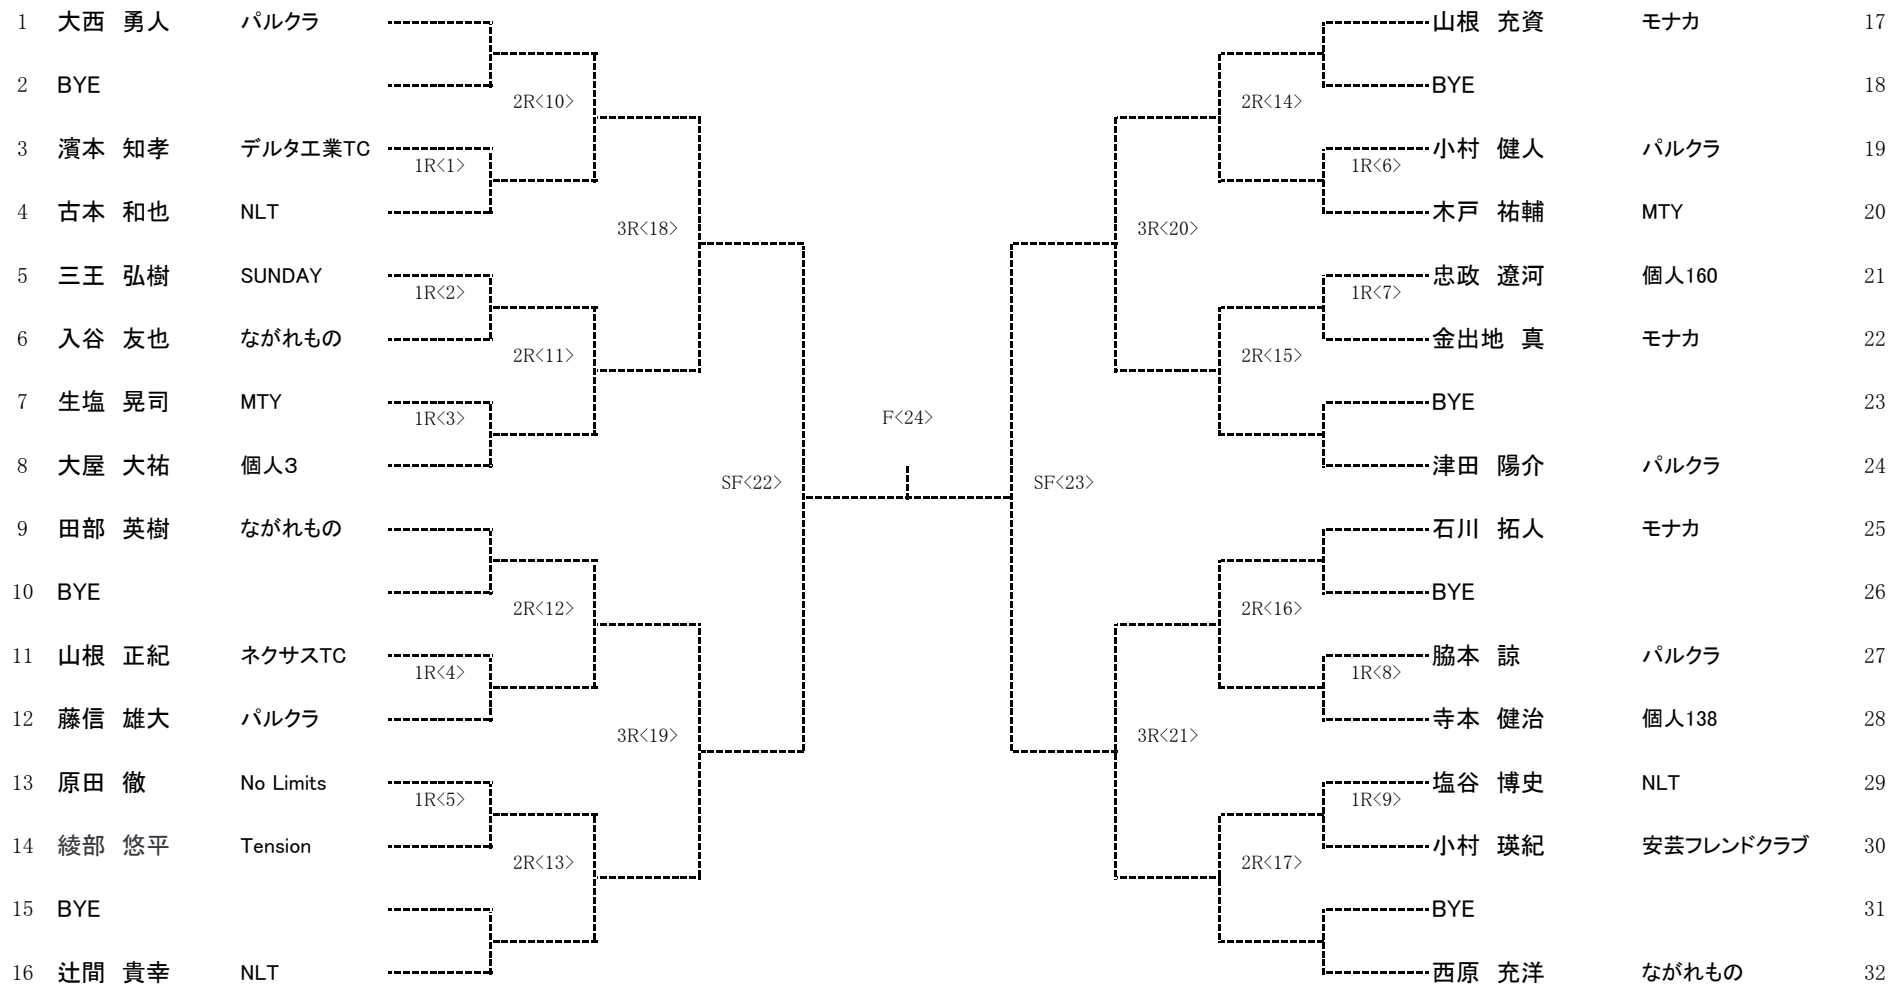 1 大西 勇人 パルクラ 山根 充資 モナカ 17
2 BYE BYE 18
2R<10> 2R<14>
3 濱本 知孝 デルタ工業TC 小村 健人 パルクラ 19
1R<1> 1R<6>
4 古本 和也 NLT 木戸 祐輔 MTY 20
3R<18> 3R<20>
5 三王 弘樹 SUNDAY 忠政 遼河 個人160 21
1R<2> 1R<7>
6 入谷 友也 ながれもの 金出地 真 モナカ 22
2R<11> 2R<15>
7 生塩 晃司 MTY BYE 23
1R<3> F<24>
8 大屋 大祐 個人3 津田 陽介 パルクラ 24
SF<22> SF<23>
9 田部 英樹 ながれもの 石川 拓人 モナカ 25
10 BYE BYE 26
2R<12> 2R<16>
11 山根 正紀 ネクサスTC 脇本 諒 パルクラ 27
1R<4> 1R<8>
12 藤信 雄大 パルクラ 寺本 健治 個人138 28
3R<19> 3R<21>
13 原田 徹 No Limits 塩谷 博史 NLT 29
1R<5> 1R<9>
14 綾部 悠平 Tension 小村 瑛紀 安芸フレンドクラブ 30
2R<13> 2R<17>
15 BYE BYE 31
16 辻間 貴幸 NLT 西原 充洋 ながれもの 32